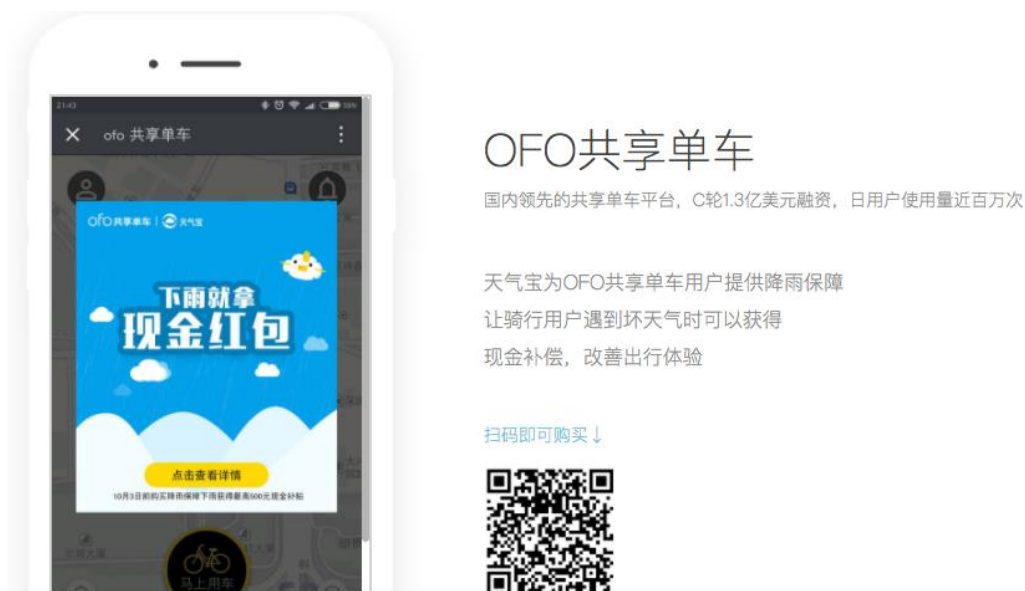 21:42
ofo 共享单车
ofo共享单车 | 天气宝
下雨就拿
现金红包
点击查看详情
10月3日前购买降雨保障下雨获得最高500元现金补贴
马上用车
OFO共享单车
国内领先的共享单车平台，C轮1.3亿美元融资，日用户使用量近百万次
天气宝为OFO共享单车用户提供降雨保障
让骑行用户遇到坏天气时可以获得
现金补偿，改善出行体验
扫码即可购买↓